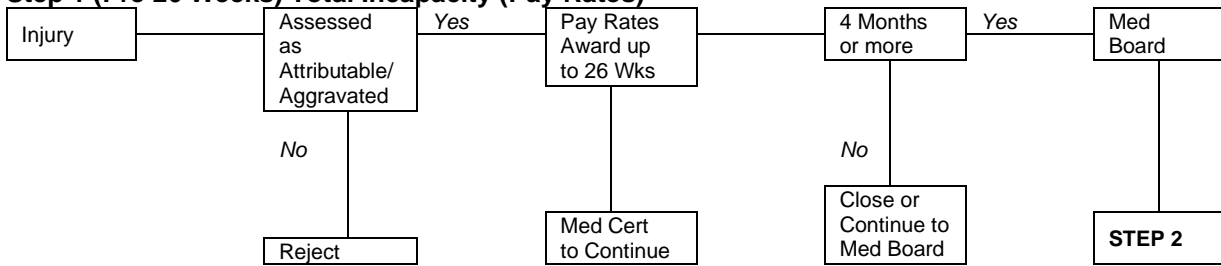 Step 1 (Pre 26 Weeks) Total Incapacity (Pay Rates)
Injury
Assessed
as
Attributable/
Aggravated
Yes
Pay Rates
Award up
to 26 Wks
4 Months
or more
Yes
Med
Board
No
No
Reject
Med Cert
to Continue
Close or
Continue to
Med Board
STEP 2